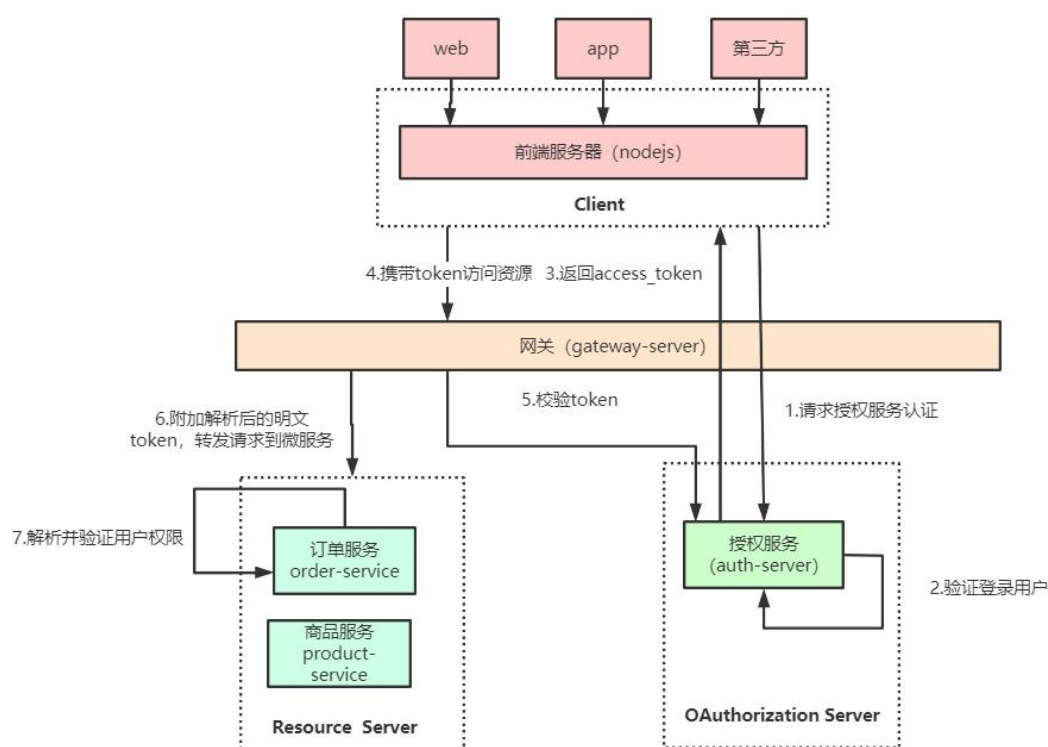 web
app
第三方
前端服务器（nodejs）
Client
4.携带token访问资源
3.返回access_token
网关（gateway-server）
5.校验token
1.请求授权服务认证
6.附加解析后的明文
token，转发请求到微服务
7.解析并验证用户权限
订单服务
order-service
授权服务
(auth-server)
2.验证登录用户
商品服务
product-
service
Resource Server
OAuthorization Server